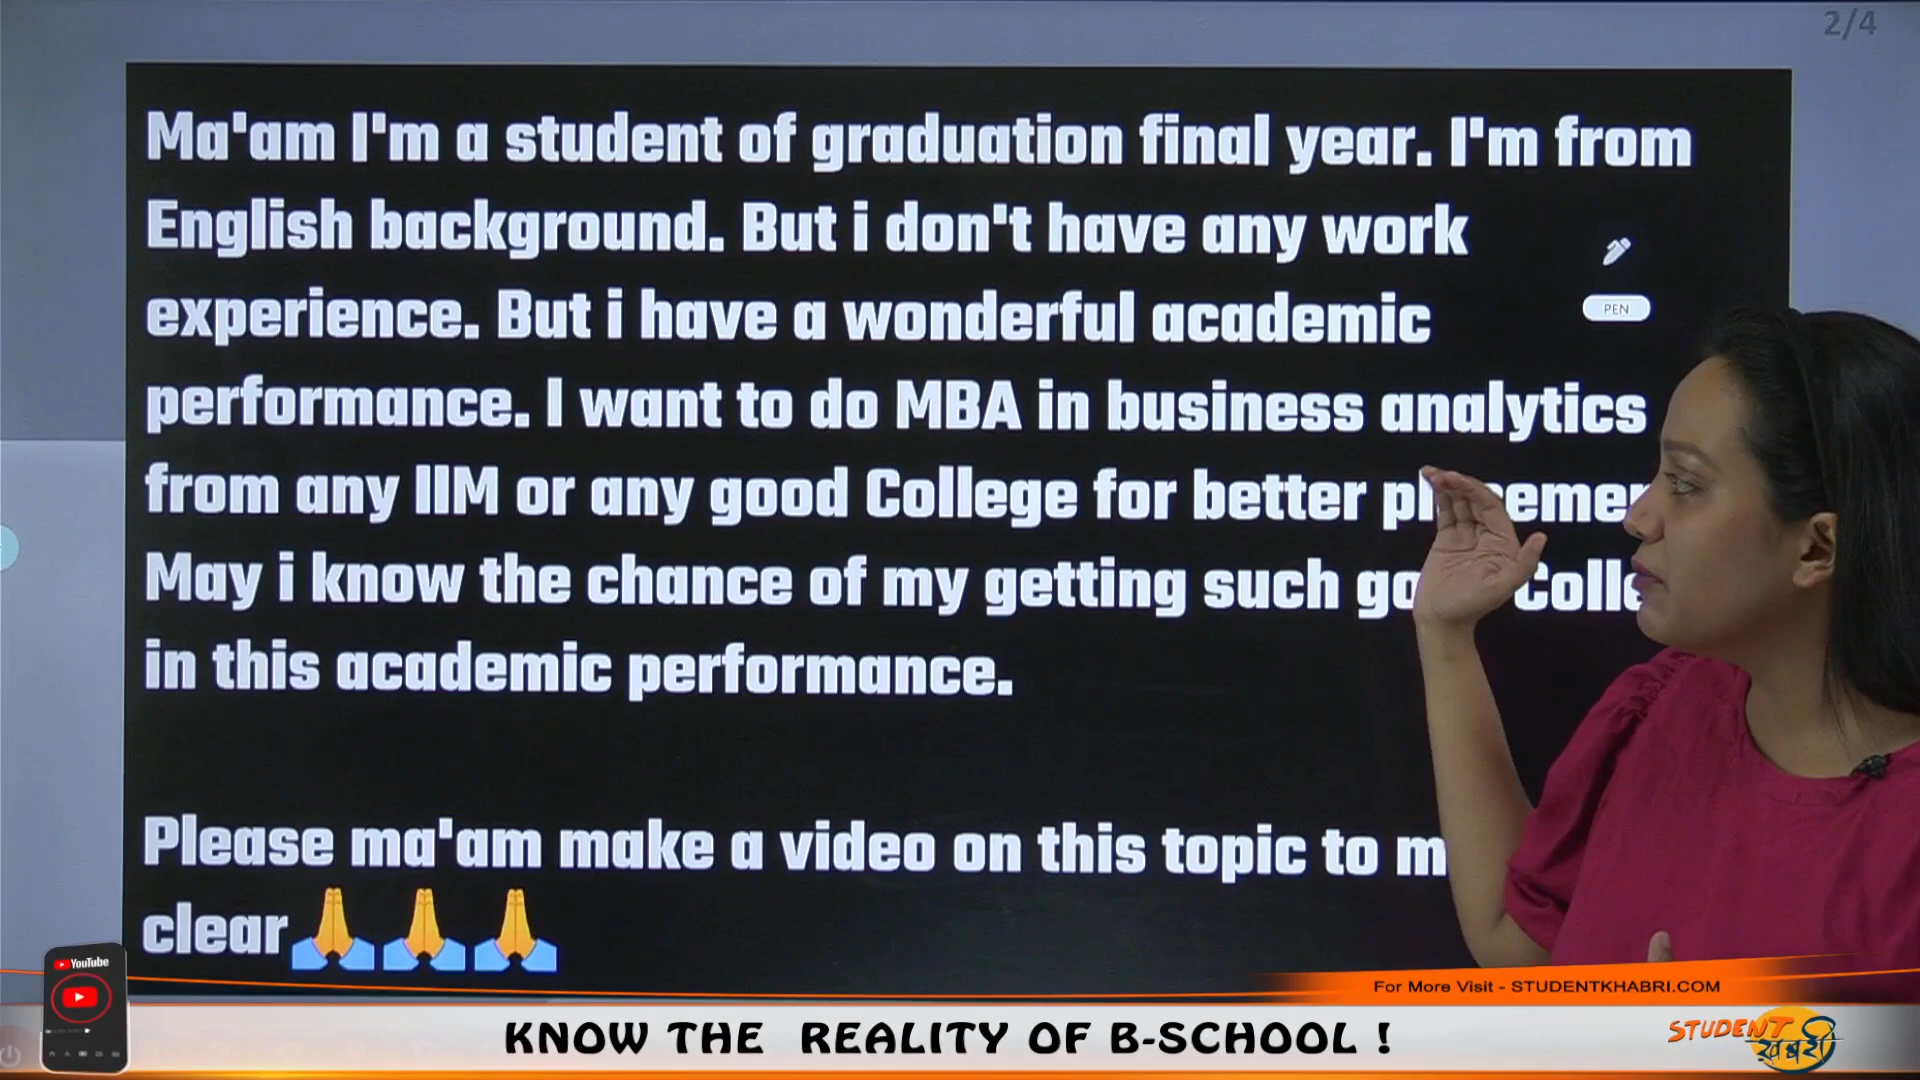 2/4
Ma'am I'm a student of graduation final year. I'm from
English background. But i don't have any work
experience. But i have a wonderful academic
performance. I want to do MBA in business analytics
from any IIM or any good College for better
May i know the chance of my getting such
in this academic performance.
Please ma'am make a video on this topic to
clear🙏🙏🙏
PEN
YouTube
For More Visit - STUDENTKHABRI.COM
KNOW THE REALITY OF B-SCHOOL !
STUDENT
ख़बरी